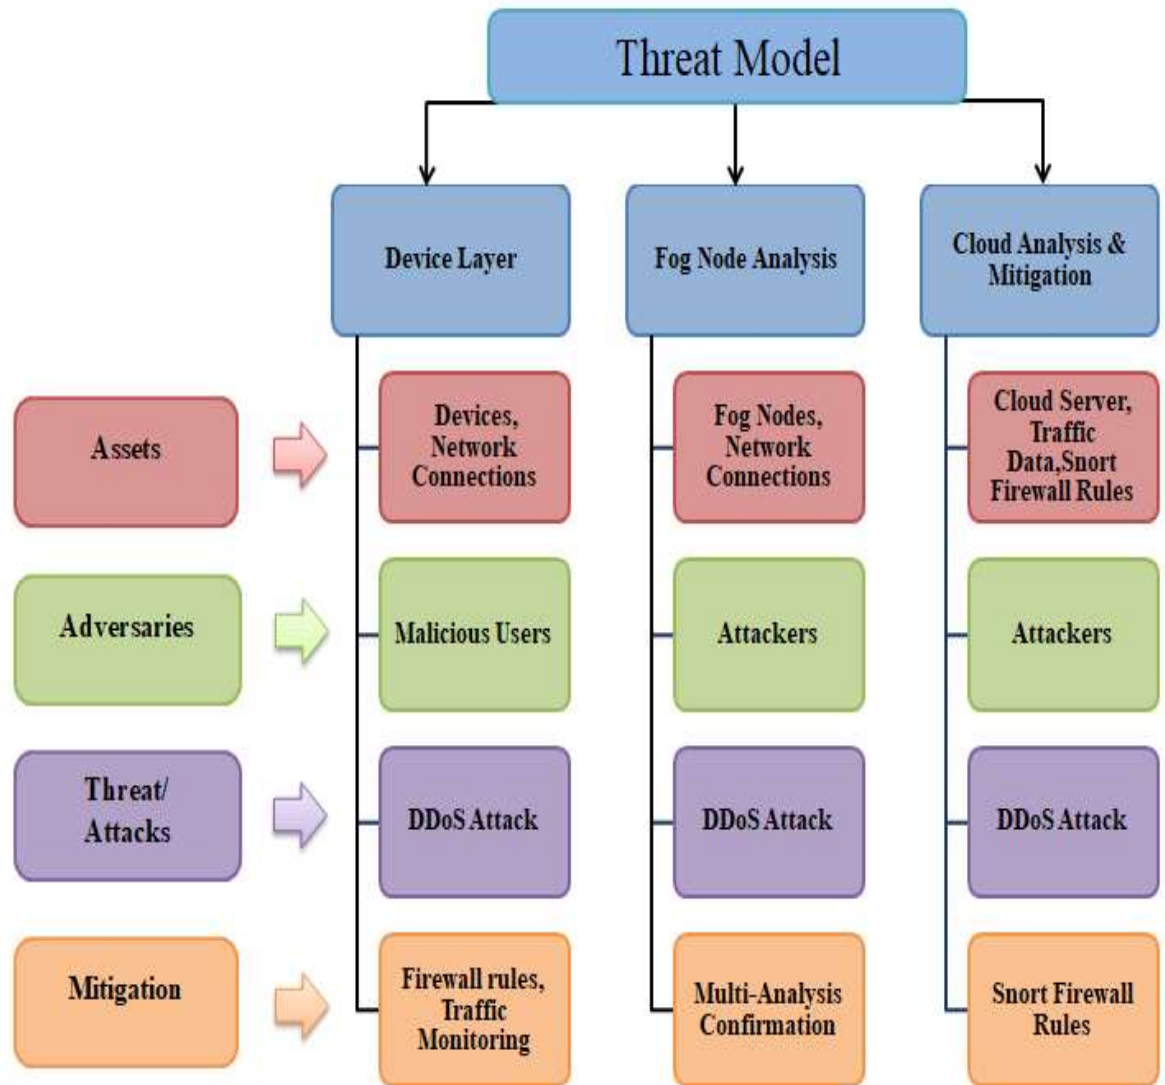 Threat Model
Device Layer
Fog Node Analysis
Cloud Analysis &
Mitigation
Assets
Devices,
Network
Connections
Fog Nodes,
Network
Connections
Cloud Server,
Traffic
Data,Snort
Firewall Rules
Adversaries
Malicious Users
Attackers
Attackers
Threat/
Attacks
DDoS Attack
DDoS Attack
DDoS Attack
Mitigation
Firewall rules,
Traffic
Monitoring
Multi-Analysis
Confirmation
Snort Firewall
Rules